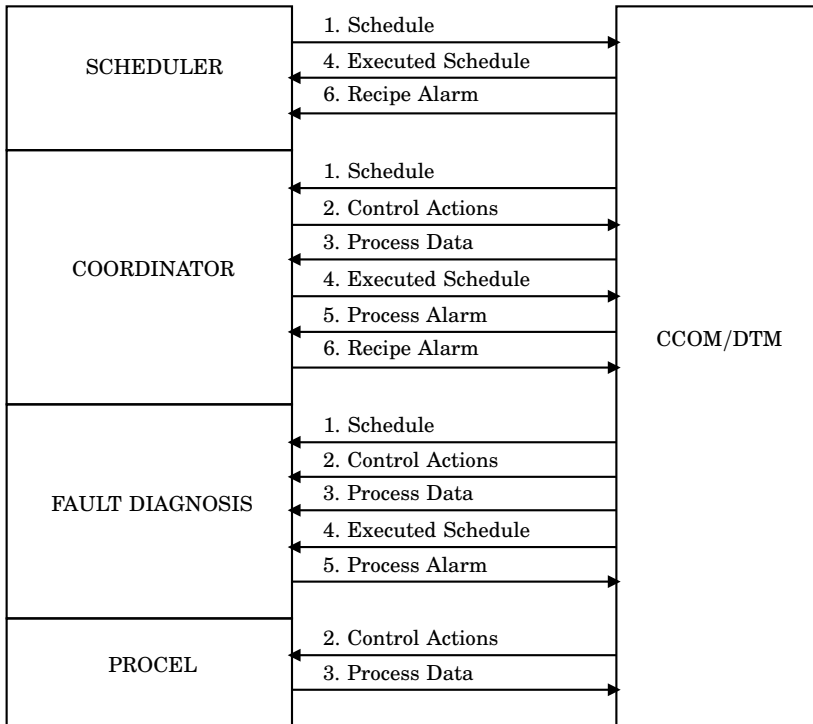 SCHEDULER
1. Schedule
4. Executed Schedule
6. Recipe Alarm
COORDINATOR
1. Schedule
2. Control Actions
3. Process Data
4. Executed Schedule
5. Process Alarm
6. Recipe Alarm
CCOM/DTM
FAULT DIAGNOSIS
1. Schedule
2. Control Actions
3. Process Data
4. Executed Schedule
5. Process Alarm
PROCEL
2. Control Actions
3. Process Data